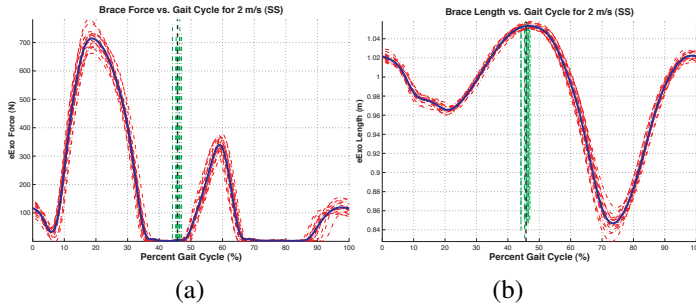 Brace Force vs. Gait Cycle for 2 m/s (SS)
eExo Force (N)
700
600
500
400
300
200
100
0 10 20 30 40 50 60 70 80 90 100
Percent Gait Cycle (%)
(a)
Brace Length vs. Gait Cycle for 2 m/s (SS)
eExo Length (m)
1.04
1.02
1
0.98
0.96
0.94
0.92
0.9
0.88
0.86
0.84
0 10 20 30 40 50 60 70 80 90 100
Percent Gait Cycle (%)
(b)